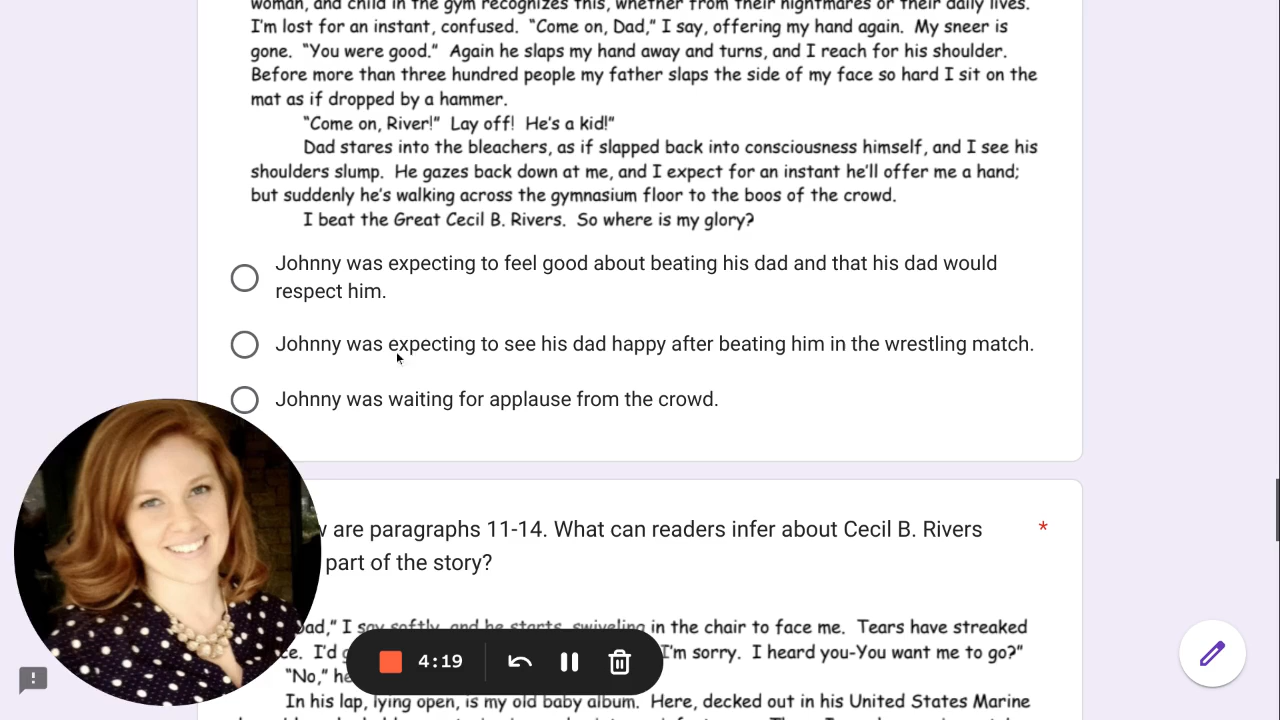 woman, and child in the gym recognizes this, whether from their nightmares or their daily lives.
I'm lost for an instant, confused. "Come on, Dad," I say, offering my hand again. My sneer is
gone. "You were good." Again he slaps my hand away and turns, and I reach for his shoulder.
Before more than three hundred people my father slaps the side of my face so hard I sit on the
mat as if dropped by a hammer.
"Come on, River!" Lay off! He's a kid!"
Dad stares into the bleachers, as if slapped back into consciousness himself, and I see his
shoulders slump. He gazes back down at me, and I expect for an instant he'll offer me a hand;
but suddenly he's walking across the gymnasium floor to the boos of the crowd.
I beat the Great Cecil B. Rivers. So where is my glory?
Johnny was expecting to feel good about beating his dad and that his dad would
respect him.
Johnny was expecting to see his dad happy after beating him in the wrestling match.
Johnny was waiting for applause from the crowd.
are paragraphs 11-14. What can readers infer about Cecil B. Rivers *
part of the story?
Dad," I say softly, and he starts, swiveling in the chair to face me. Tears have streaked
I'd I'm sorry. I heard you-You want me to go?"
"No,"
In his lap, lying open, is my old baby album. Here, decked out in his United States Marine
4:19